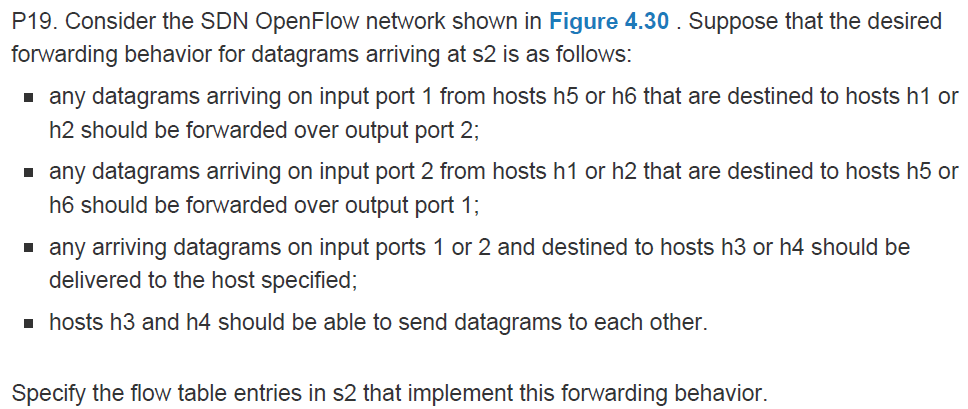 P19. Consider the SDN OpenFlow network shown in Figure 4.30 . Suppose that the desired
forwarding behavior for datagrams arriving at s2 is as follows:
▪ any datagrams arriving on input port 1 from hosts h5 or h6 that are destined to hosts h1 or
h2 should be forwarded over output port 2;
▪ any datagrams arriving on input port 2 from hosts h1 or h2 that are destined to hosts h5 or
h6 should be forwarded over output port 1;
▪ any arriving datagrams on input ports 1 or 2 and destined to hosts h3 or h4 should be
delivered to the host specified;
▪ hosts h3 and h4 should be able to send datagrams to each other.
Specify the flow table entries in s2 that implement this forwarding behavior.